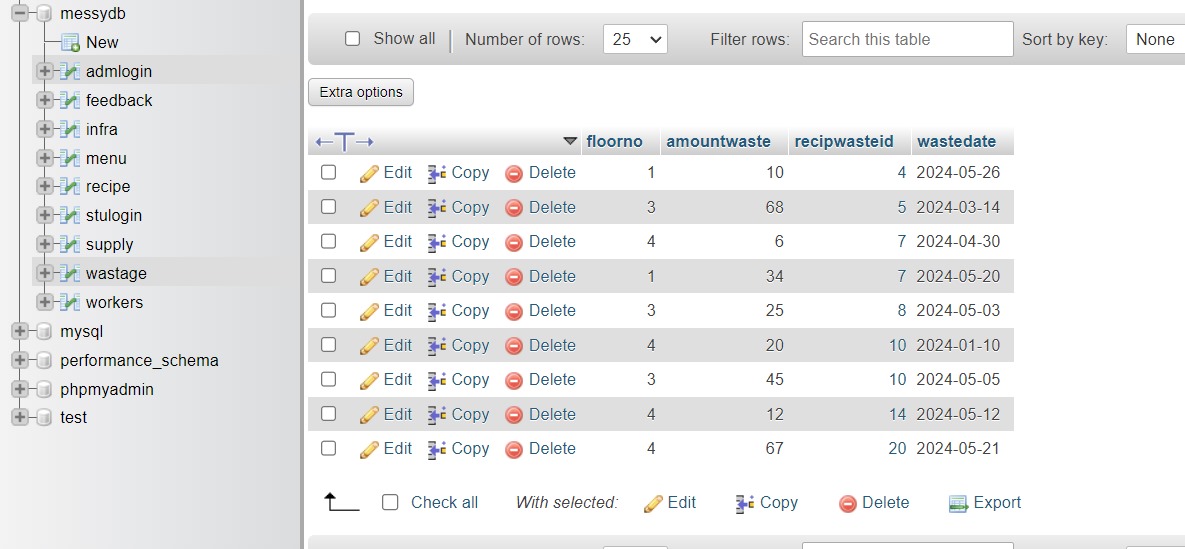 messydb
New
admlogin
feedback
infra
menu
recipe
stulogin
supply
wastage
workers
mysql
performance_schema
phpmyadmin
test
Show all Number of rows: 25 Filter rows: Search this table Sort by key: None
Extra options
←T→ floorno amountwaste recipwasteid wastedate
Edit Copy Delete 1 10 4 2024-05-26
Edit Copy Delete 3 68 5 2024-03-14
Edit Copy Delete 4 6 7 2024-04-30
Edit Copy Delete 1 34 7 2024-05-20
Edit Copy Delete 3 25 8 2024-05-03
Edit Copy Delete 4 20 10 2024-01-10
Edit Copy Delete 3 45 10 2024-05-05
Edit Copy Delete 4 12 14 2024-05-12
Edit Copy Delete 4 67 20 2024-05-21
Check all With selected: Edit Copy Delete Export